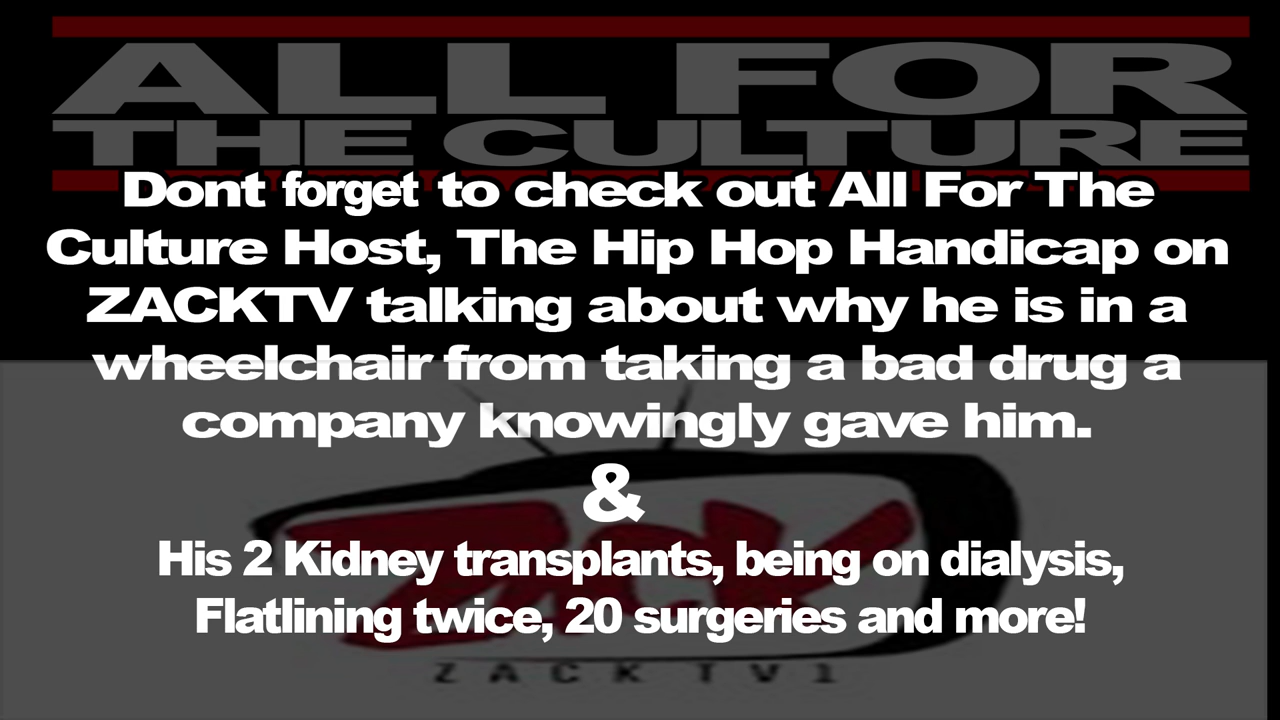 ALL FOR
THE CULTURE
Dont forget to check out All For The
Culture Host, The Hip Hop Handicap on
ZACKTV talking about why he is in a
wheelchair from taking a bad drug a
company knowingly gave him.
&
His 2 Kidney transplants, being on dialysis,
Flatlining twice, 20 surgeries and more!
ZACKTV1